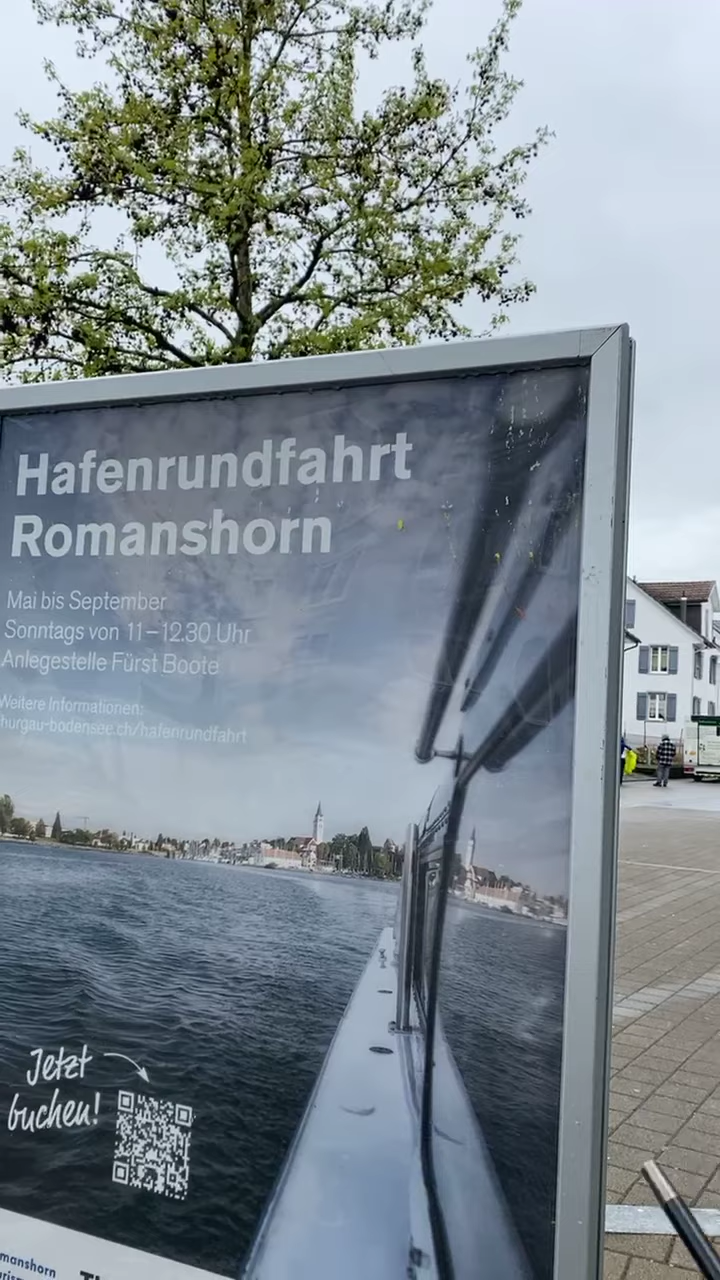 Hafenrundfahrt
Romanshorn
Mai bis September
Sonntags von 11–12.30 Uhr
Anlegestelle Fürst Boote
Weitere Informationen:
hurgau-bodensee.ch/hafenrundfahrt
Jetzt
buchen!
manshorn